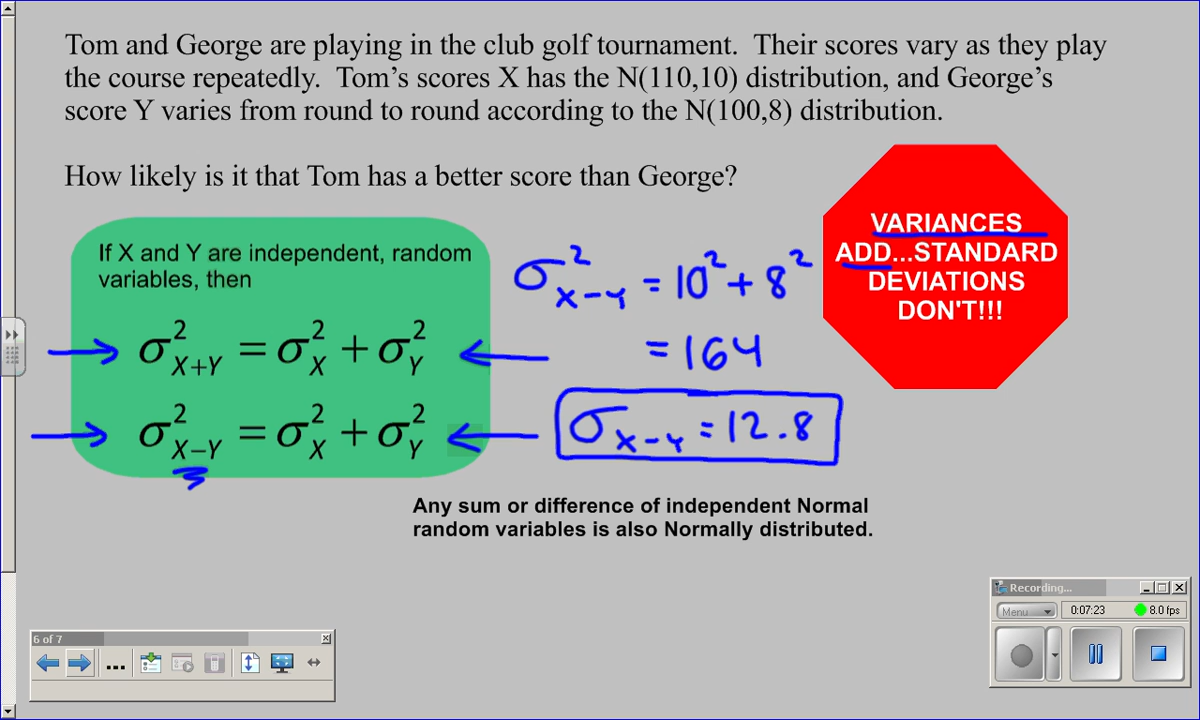 Tom and George are playing in the club golf tournament.  Their scores vary as they play
the course repeatedly.  Tom's scores X has the N(110,10) distribution, and George's
score Y varies from round to round according to the N(100,8) distribution.
How likely is it that Tom has a better score than George?
If X and Y are independent, random
variables, then
σ²X+Y = σ²X + σ²Y
σ²X−Y = σ²X + σ²Y
σ²X−Y = 10² + 8²
= 164
σX−Y = 12.8
VARIANCES
ADD...STANDARD
DEVIATIONS
DON'T!!!
Any sum or difference of independent Normal
random variables is also Normally distributed.
6 of 7
...
Recording...
Menu
0:07:23
8.0 fps